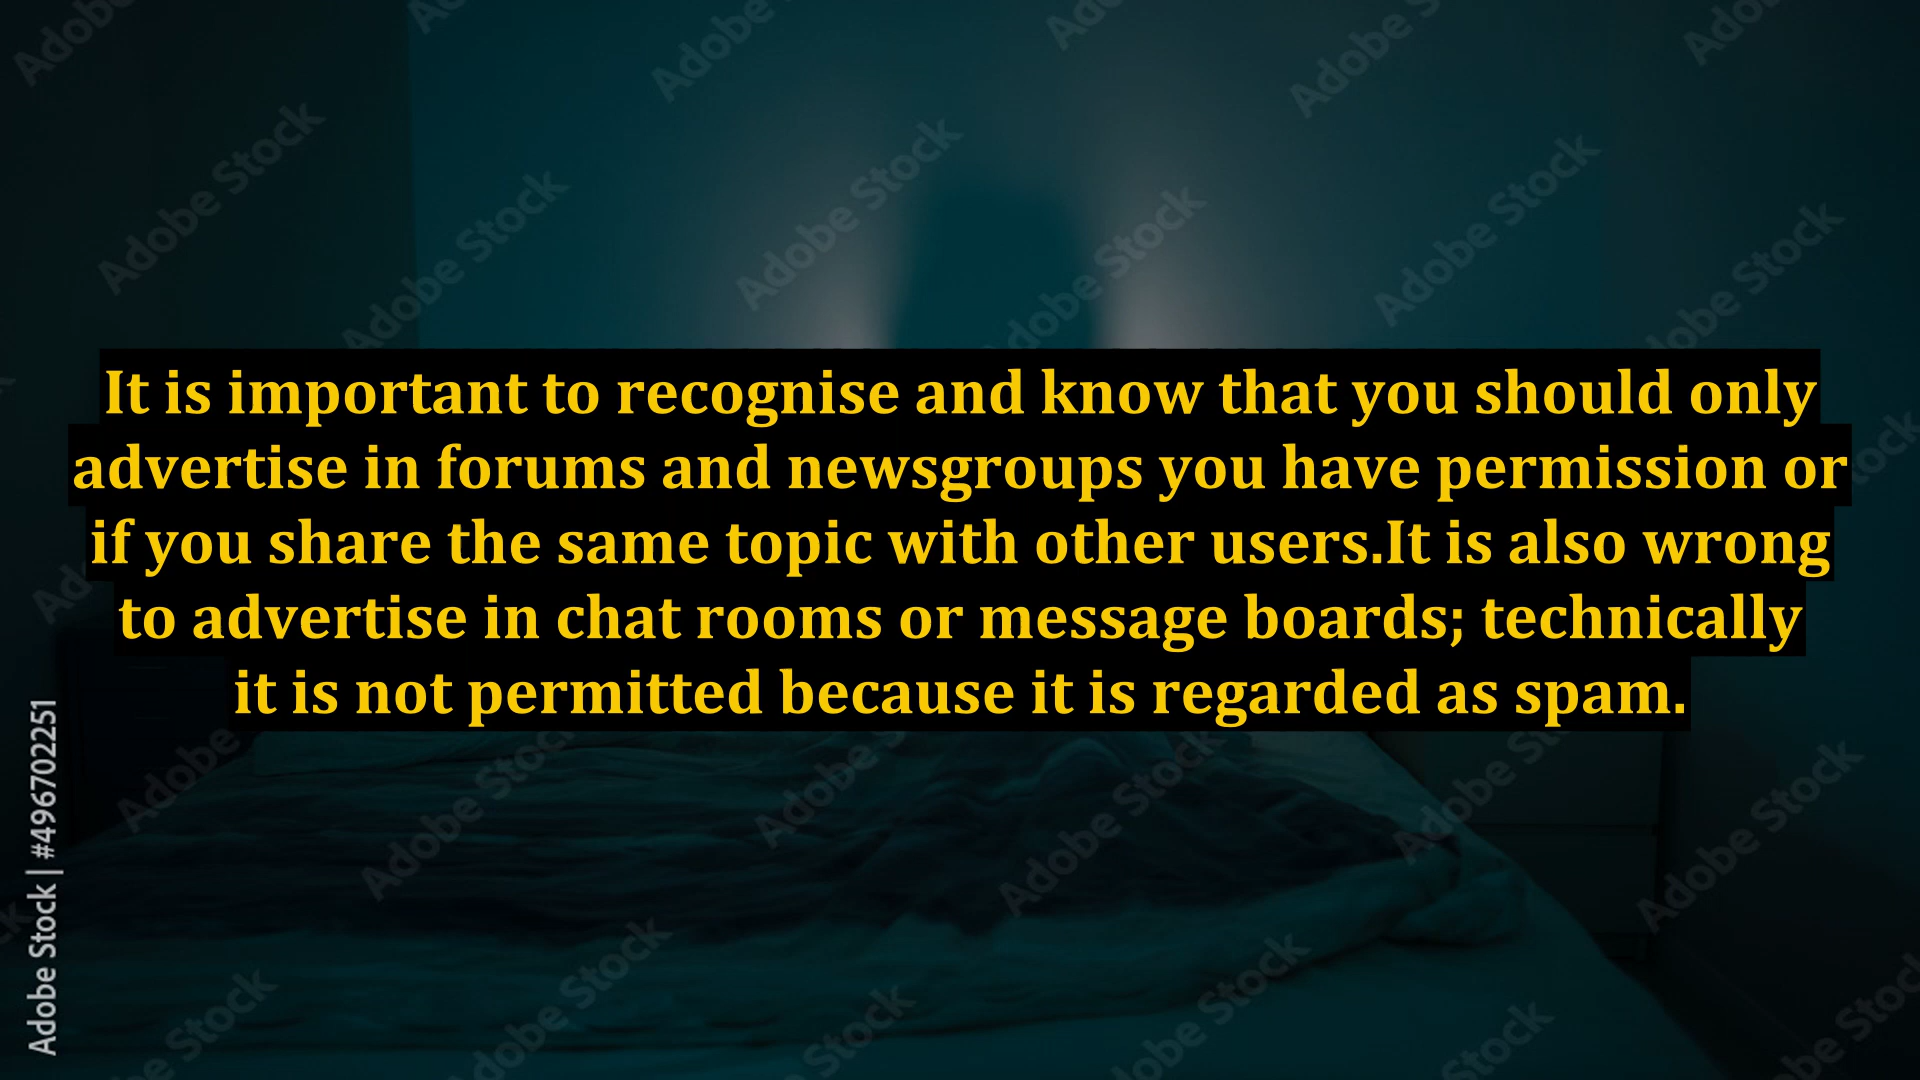 It is important to recognise and know that you should only
advertise in forums and newsgroups you have permission or
if you share the same topic with other users.It is also wrong
to advertise in chat rooms or message boards; technically
it is not permitted because it is regarded as spam.
Adobe Stock | #496702251
Adobe Stock